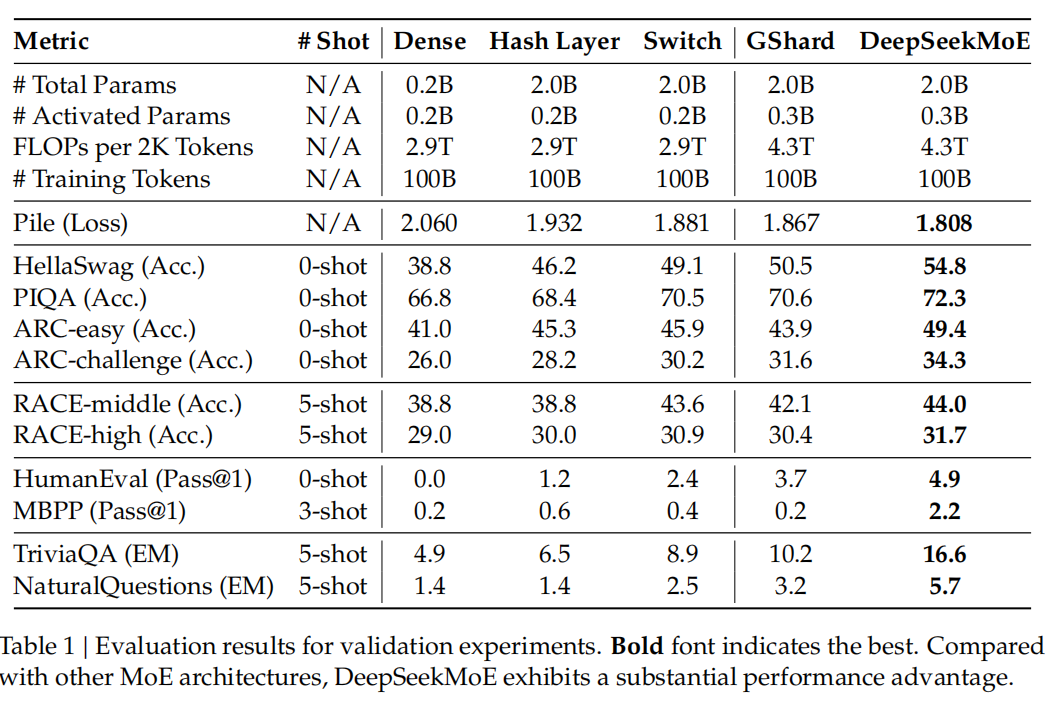 Metric # Shot Dense Hash Layer Switch GShard DeepSeekMoE
# Total Params N/A 0.2B 2.0B 2.0B 2.0B 2.0B
# Activated Params N/A 0.2B 0.2B 0.2B 0.3B 0.3B
FLOPs per 2K Tokens N/A 2.9T 2.9T 2.9T 4.3T 4.3T
# Training Tokens N/A 100B 100B 100B 100B 100B
Pile (Loss) N/A 2.060 1.932 1.881 1.867 1.808
HellaSwag (Acc.) 0-shot 38.8 46.2 49.1 50.5 54.8
PIQA (Acc.) 0-shot 66.8 68.4 70.5 70.6 72.3
ARC-easy (Acc.) 0-shot 41.0 45.3 45.9 43.9 49.4
ARC-challenge (Acc.) 0-shot 26.0 28.2 30.2 31.6 34.3
RACE-middle (Acc.) 5-shot 38.8 38.8 43.6 42.1 44.0
RACE-high (Acc.) 5-shot 29.0 30.0 30.9 30.4 31.7
HumanEval (Pass@1) 0-shot 0.0 1.2 2.4 3.7 4.9
MBPP (Pass@1) 3-shot 0.2 0.6 0.4 0.2 2.2
TriviaQA (EM) 5-shot 4.9 6.5 8.9 10.2 16.6
NaturalQuestions (EM) 5-shot 1.4 1.4 2.5 3.2 5.7
Table 1 | Evaluation results for validation experiments. Bold font indicates the best. Compared
with other MoE architectures, DeepSeekMoE exhibits a substantial performance advantage.